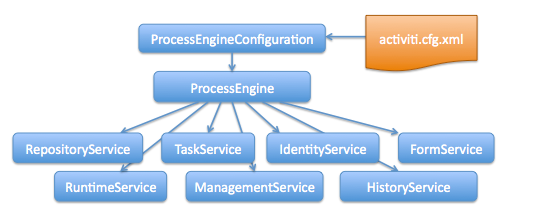 ProcessEngineConfiguration
activiti.cfg.xml
ProcessEngine
RepositoryService
TaskService
IdentityService
FormService
RuntimeService
ManagementService
HistoryService